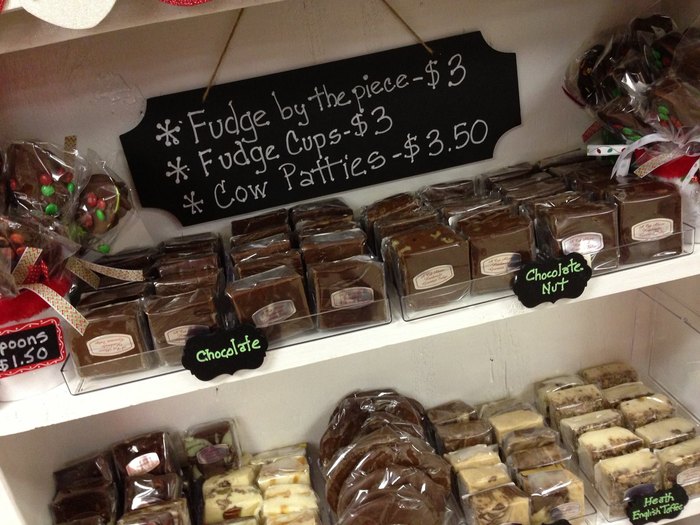 * Fudge by the piece - $3
* Fudge Cups - $3
* Cow Patties - $3.50
Chocolate Nut
Chocolate
poons
$1.50
Heath
English Toffee